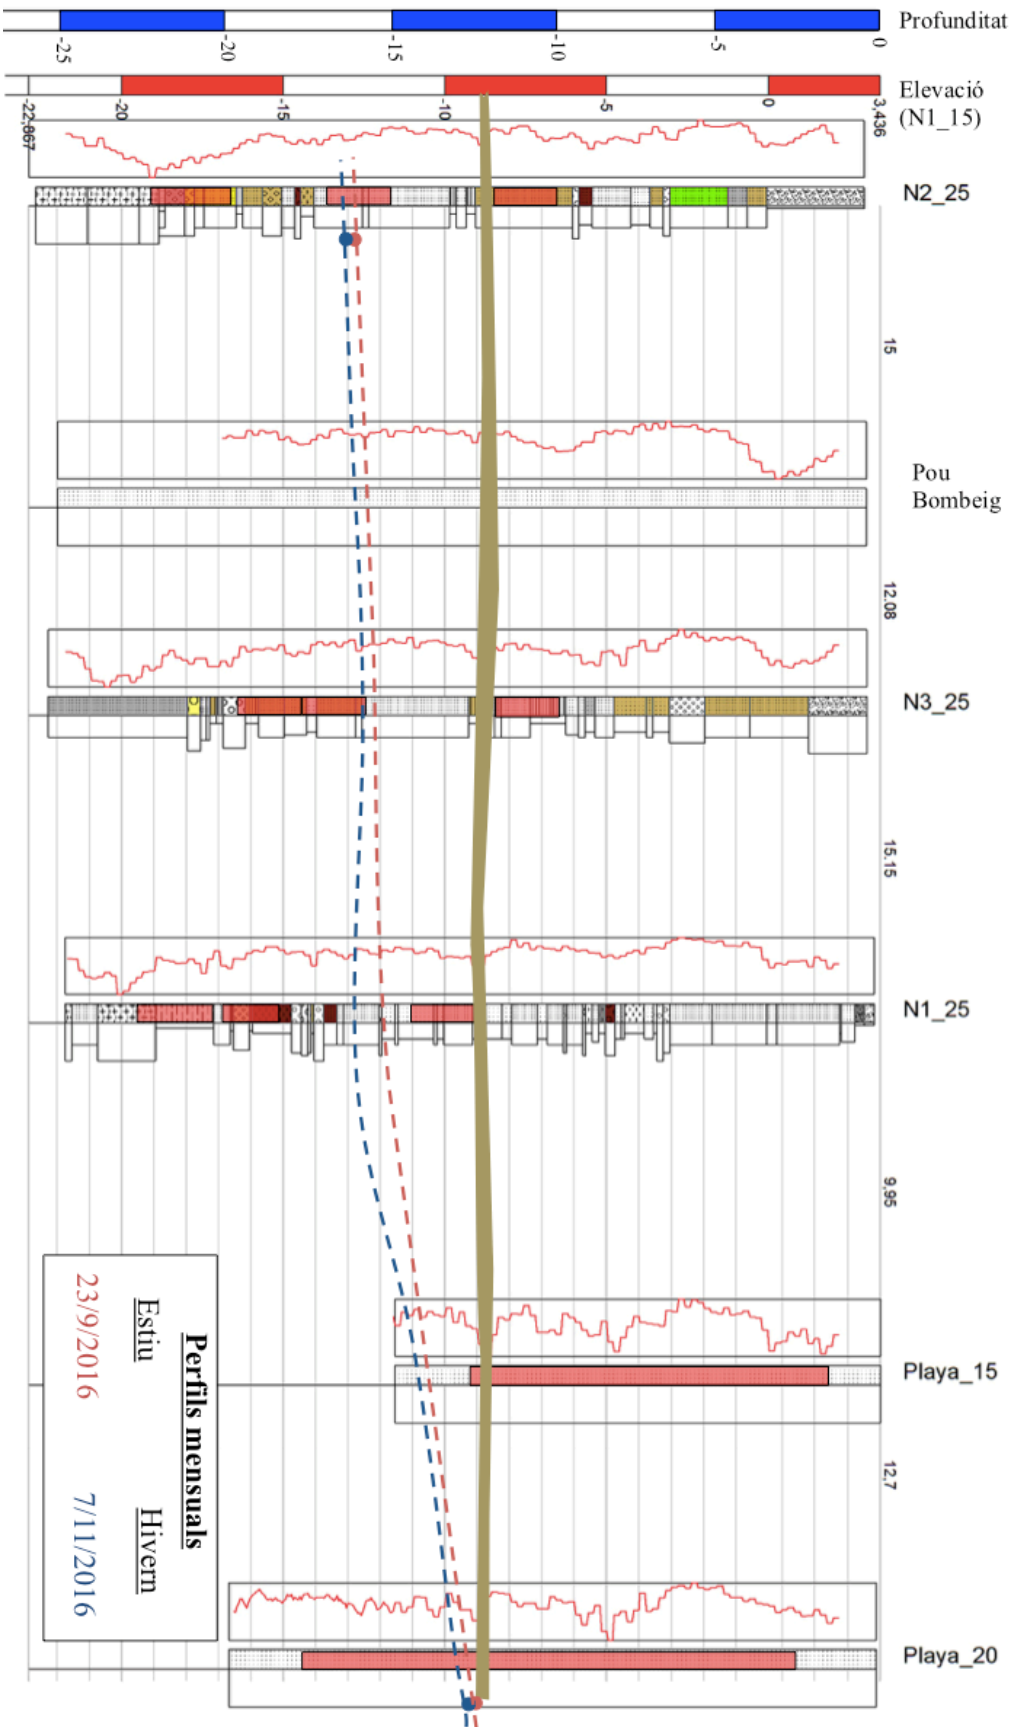 Profunditat
0
-5
-10
-15
-20
-25
Elevació
(N1_15)
3,436
0
-5
-10
-15
-20
-22,867
N2_25
15
Pou
Bombeig
12.08
N3_25
15.15
N1_25
9,95
Playa_15
12,7
Playa_20
Perfils mensuals
Estiu
Hivern
23/9/2016
7/11/2016